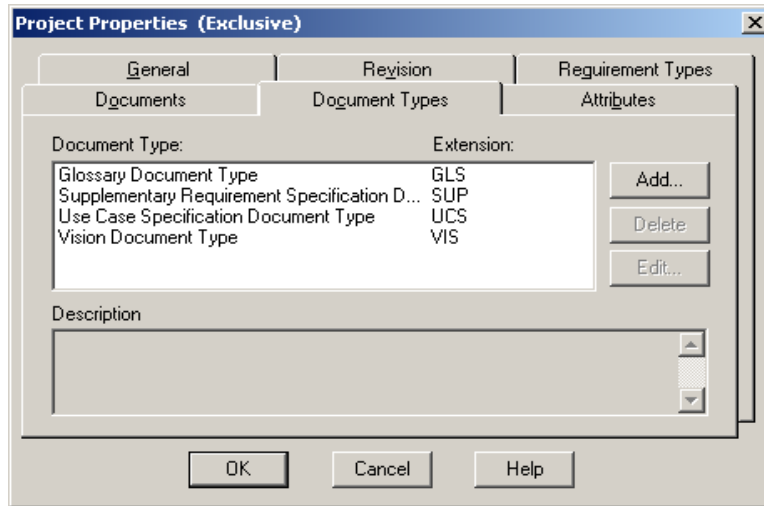 Project Properties (Exclusive)
General Revision Requirement Types
Documents Document Types Attributes
Document Type: Extension:
Glossary Document Type GLS
Supplementary Requirement Specification D... SUP
Use Case Specification Document Type UCS
Vision Document Type VIS
Add...
Delete
Edit...
Description
OK Cancel Help